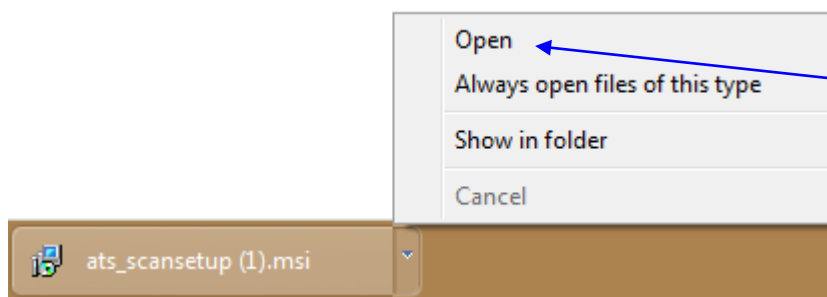 Open
Always open files of this type
Show in folder
Cancel
ats_scansetup (1).msi